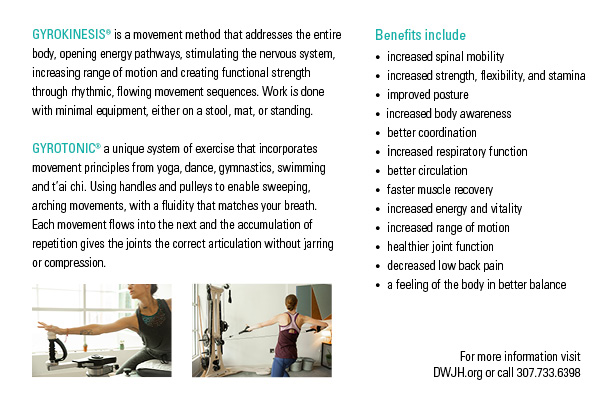 GYROKINESIS® is a movement method that addresses the entire
body, opening energy pathways, stimulating the nervous system,
increasing range of motion and creating functional strength
through rhythmic, flowing movement sequences. Work is done
with minimal equipment, either on a stool, mat, or standing.
GYROTONIC® a unique system of exercise that incorporates
movement principles from yoga, dance, gymnastics, swimming
and t'ai chi. Using handles and pulleys to enable sweeping,
arching movements, with a fluidity that matches your breath.
Each movement flows into the next and the accumulation of
repetition gives the joints the correct articulation without jarring
or compression.
Benefits include
• increased spinal mobility
• increased strength, flexibility, and stamina
• improved posture
• increased body awareness
• better coordination
• increased respiratory function
• better circulation
• faster muscle recovery
• increased energy and vitality
• increased range of motion
• healthier joint function
• decreased low back pain
• a feeling of the body in better balance
For more information visit
DWJH.org or call 307.733.6398